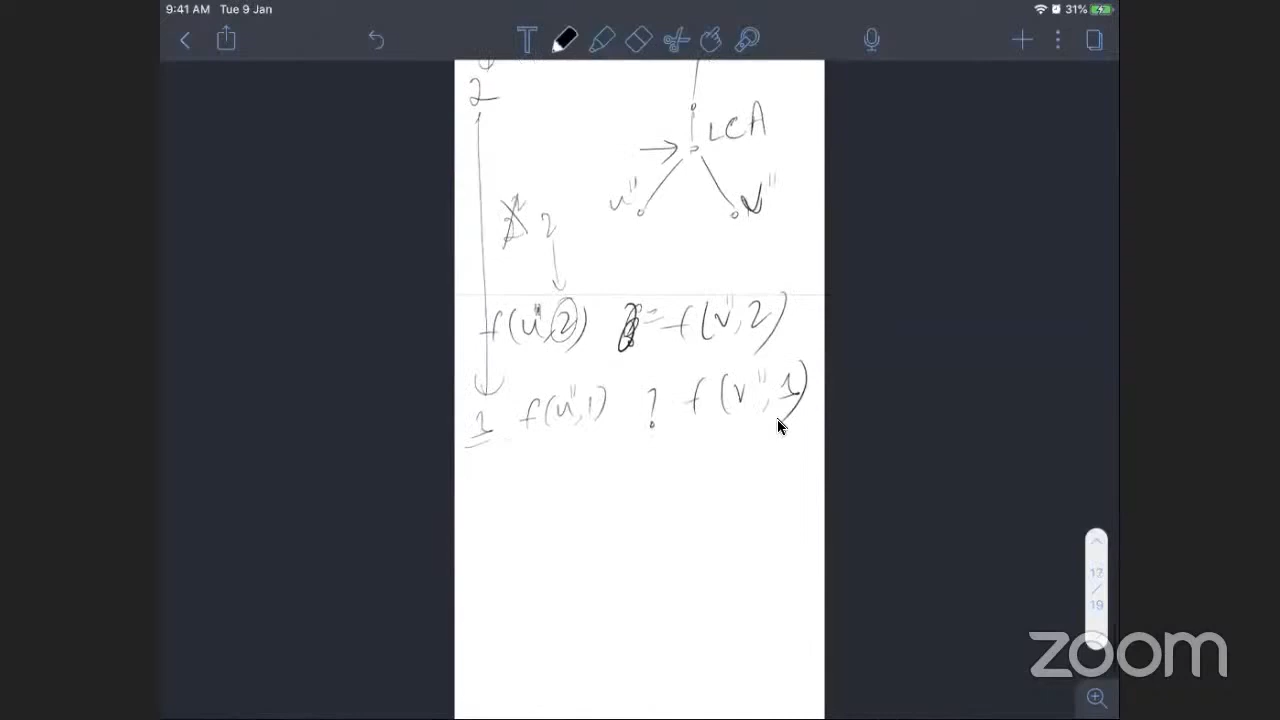 9:41 AM Tue 9 Jan 31%
2
LCA
u'' v''
2
f(u'',2) = f(v'',2)
1 f(u'',1) ? f(v'',1)
12
/
19
zoom